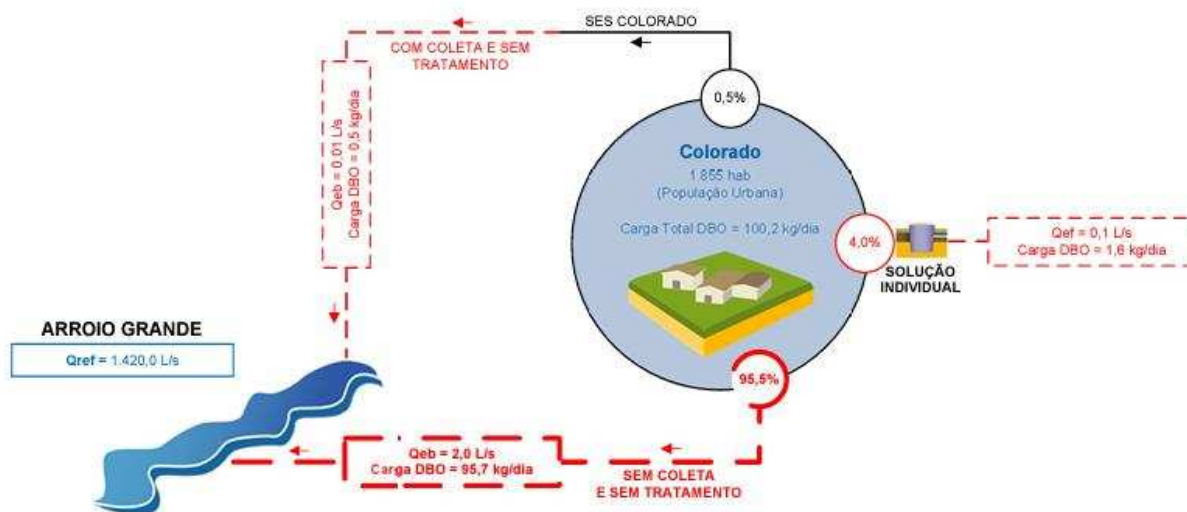 SES COLORADO
COM COLETA E SEM
TRATAMENTO
0,5%
Qeb = 0,01 L/s
Carga DBO = 0,5 kg/dia
Colorado
1.855 hab
(População Urbana)
Carga Total DBO = 100,2 kg/dia
4,0%
SOLUÇÃO
INDIVIDUAL
Qef = 0,1 L/s
Carga DBO = 1,6 kg/dia
ARROIO GRANDE
Qref = 1.420,0 L/s
95,5%
Qeb = 2,0 L/s
Carga DBO = 95,7 kg/dia
SEM COLETA
E SEM TRATAMENTO